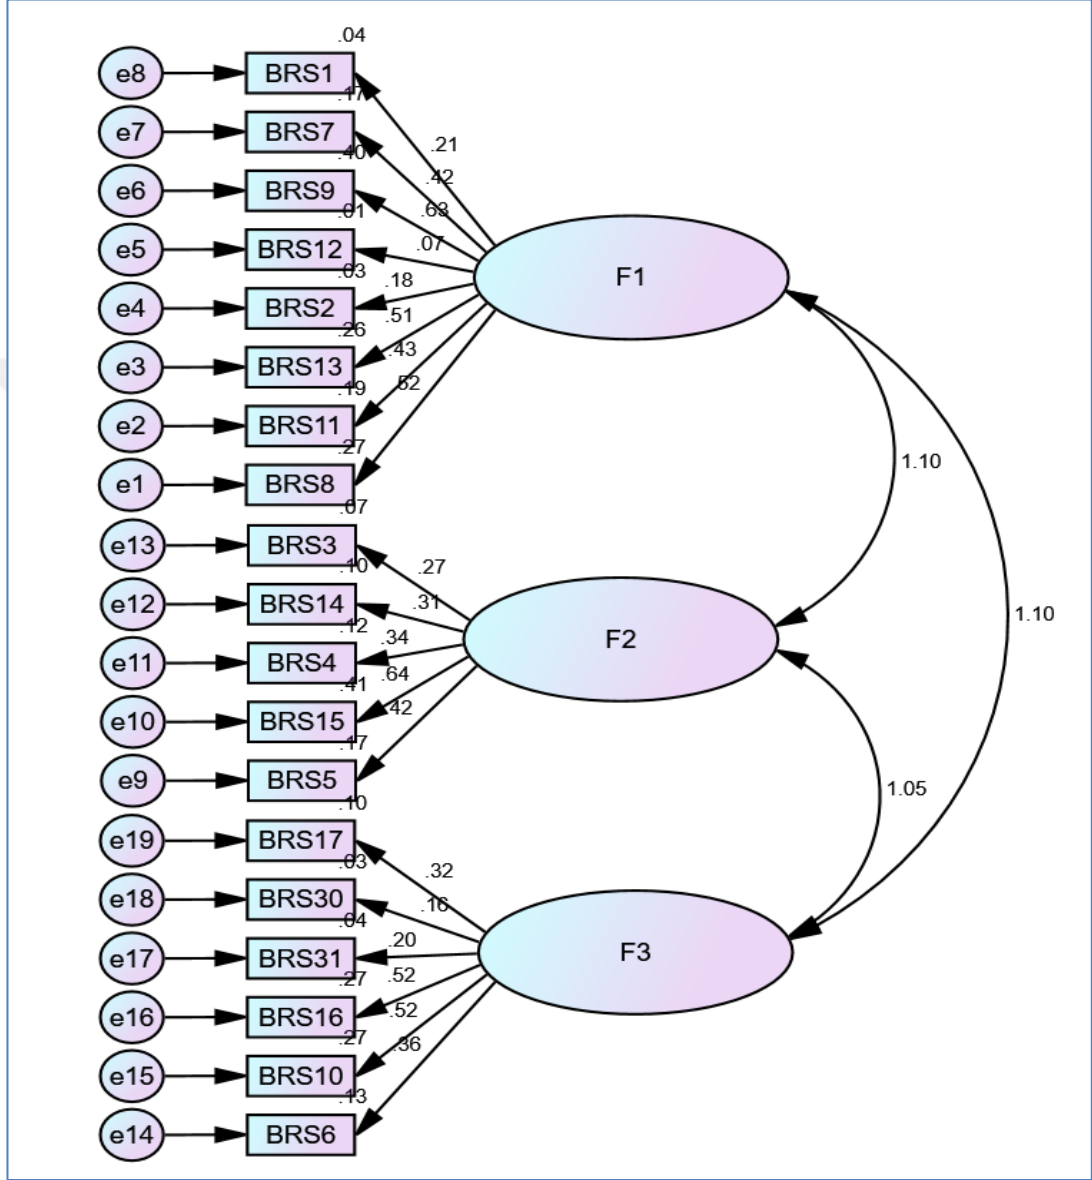 .04
e8 BRS1
.17
e7 BRS7 .21
.40 .42
e6 BRS9 .63
.01
e5 BRS12 .07
.03 .18 F1
e4 BRS2 .51
.26 .43
e3 BRS13 .52
.19
e2 BRS11
.27 1.10
e1 BRS8
.07
e13 BRS3
.10 .27
e12 BRS14 .31
.12 .34 1.10
e11 BRS4 F2
.41 .64
e10 BRS15 .42
.17
e9 BRS5 1.05
.10
e19 BRS17
.03 .32
e18 BRS30 .16
.04 .20
e17 BRS31 F3
.27 .52
e16 BRS16 .52
.27 .36
e15 BRS10
.13
e14 BRS6